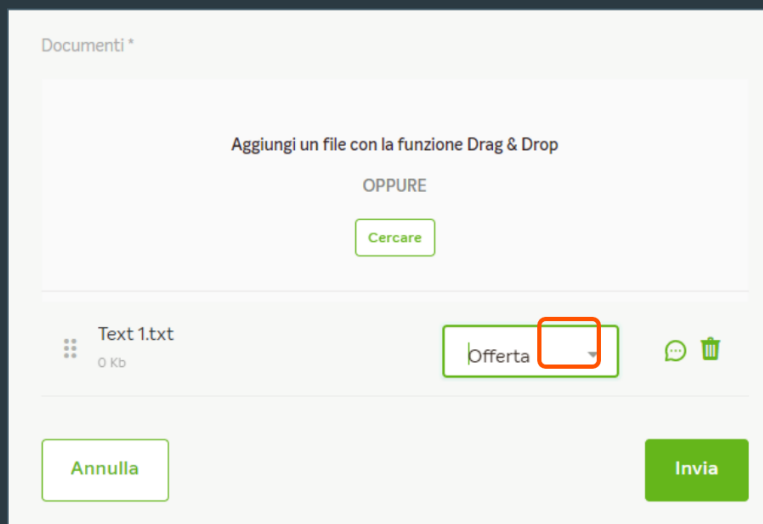 Documenti *
Aggiungi un file con la funzione Drag & Drop
OPPURE
Cercare
Text 1.txt
0 Kb
Offerta
Annulla
Invia